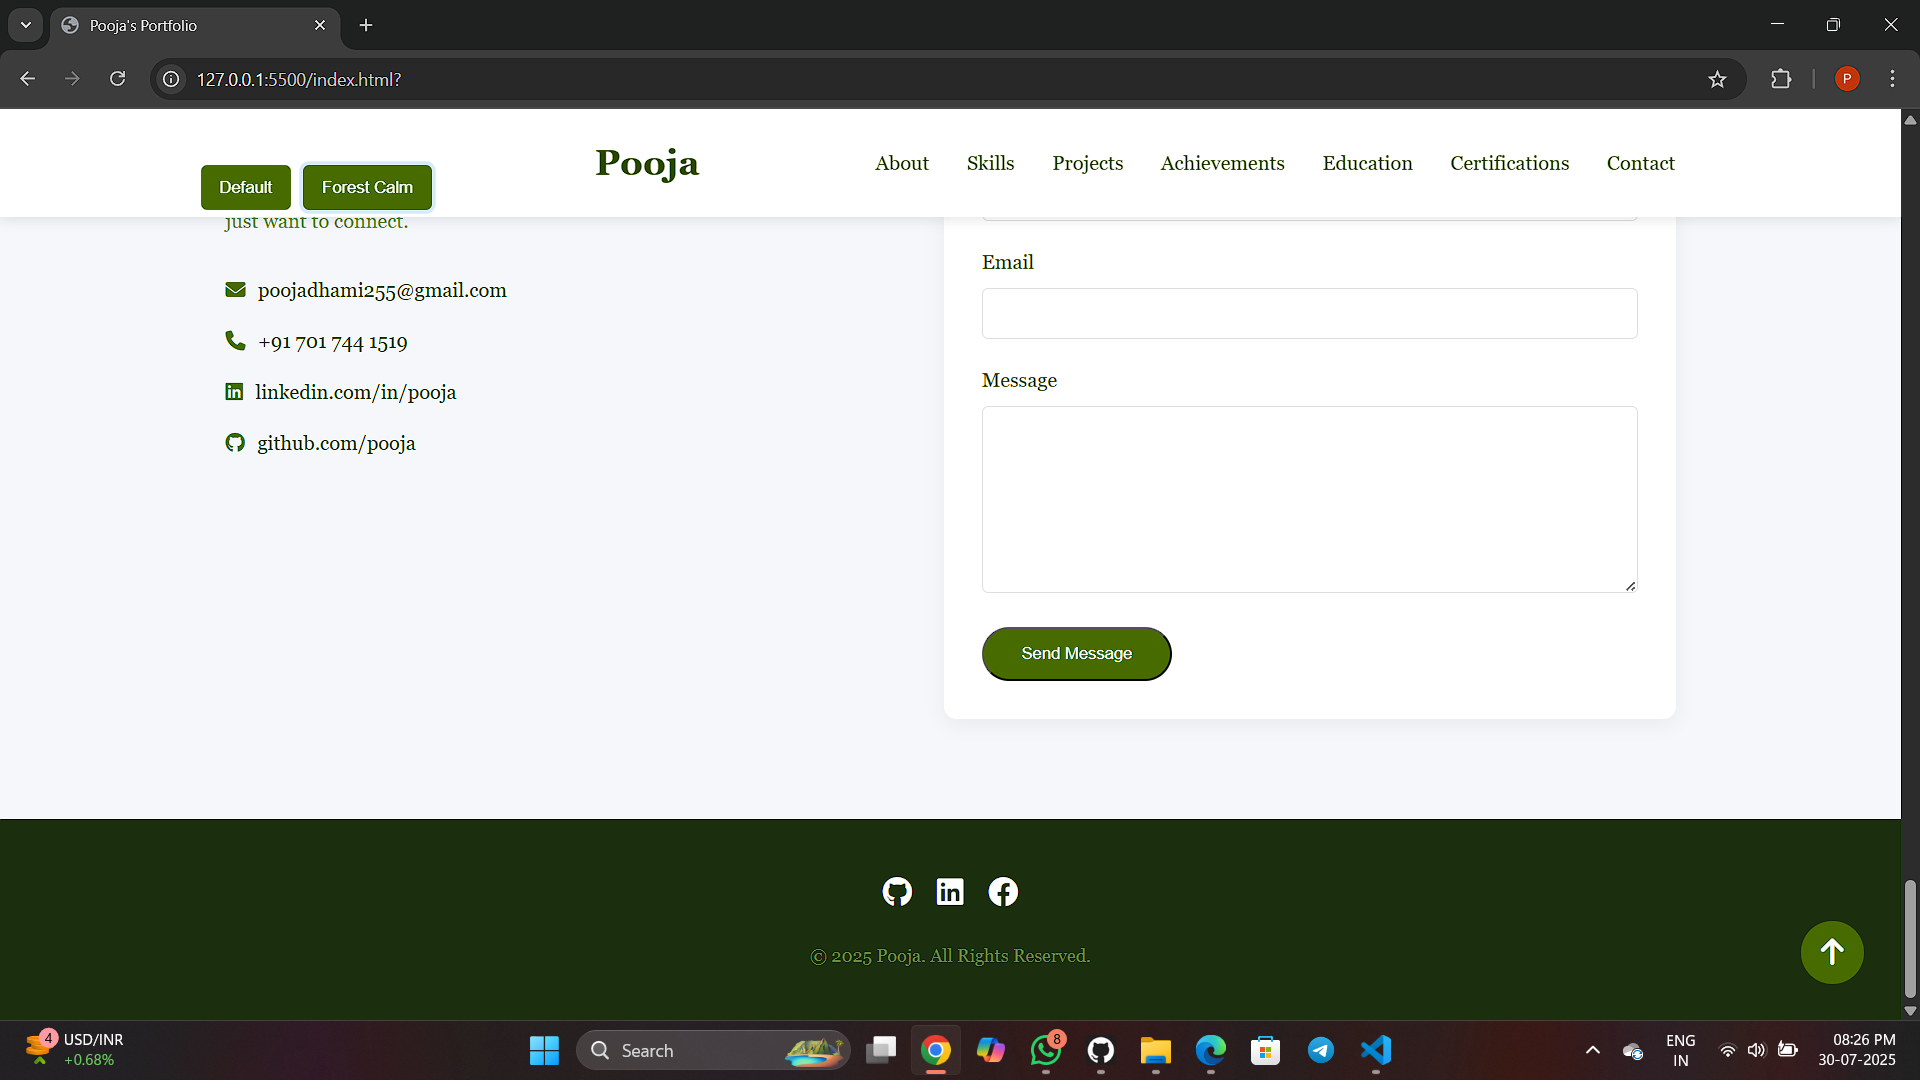 Pooja's Portfolio
127.0.0.1:5500/index.html?
P
Default
Forest Calm
Pooja
About
Skills
Projects
Achievements
Education
Certifications
Contact
just want to connect.
poojadhami255@gmail.com
+91 701 744 1519
linkedin.com/in/pooja
github.com/pooja
Email
Message
Send Message
© 2025 Pooja. All Rights Reserved.
4
USD/INR
+0.68%
Search
8
ENG
IN
08:26 PM
30-07-2025